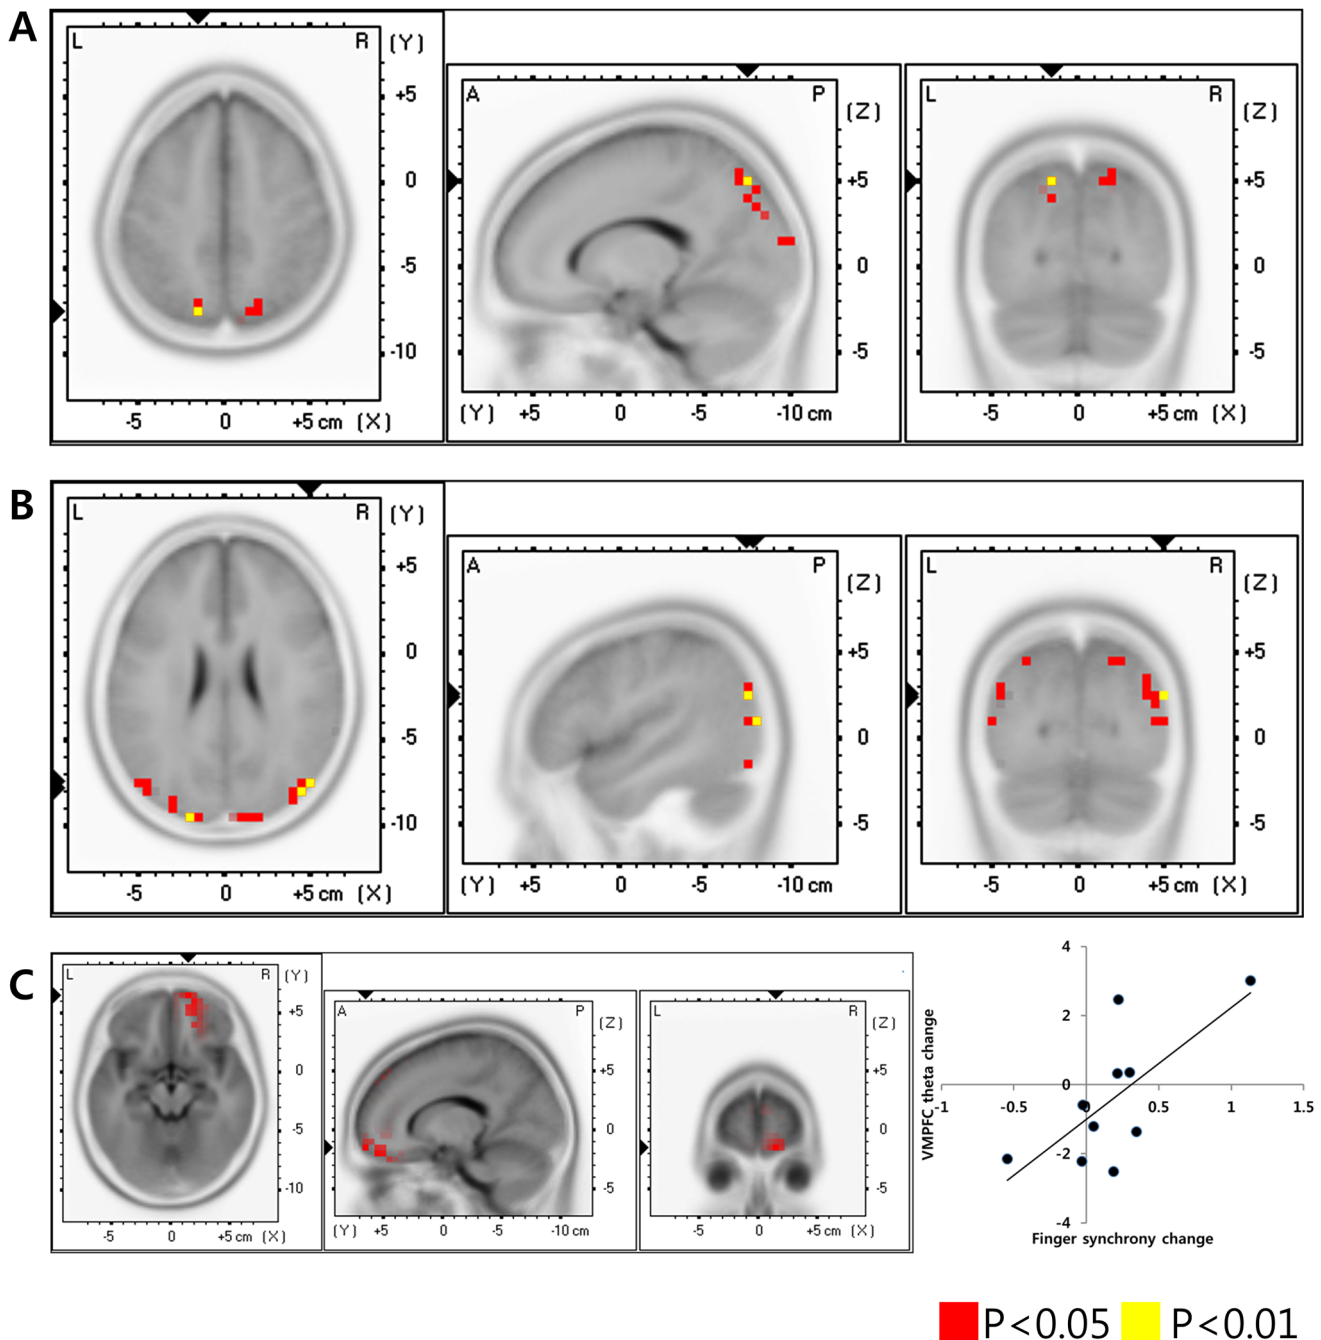 A
L R (Y)
+5
0
-5
-10
-5 0 +5 cm (X)
A P (Z)
+5
0
-5
(Y) +5 0 -5 -10 cm
L R (Z)
+5
0
-5
-5 0 +5 cm (X)
B
L R (Y)
+5
0
-5
-10
-5 0 +5 cm (X)
A P (Z)
+5
0
-5
(Y) +5 0 -5 -10 cm
L R (Z)
+5
0
-5
-5 0 +5 cm (X)
C
L R (Y)
+5
0
-5
-10
-5 0 +5 cm (X)
A P (Z)
+5
0
-5
(Y) +5 0 -5 -10 cm
L R (Z)
+5
0
-5
-5 0 +5 cm (X)
VMPFC theta change
4
2
0
-2
-4
-1 -0.5 0 0.5 1 1.5
Finger synchrony change
P<0.05 P<0.01